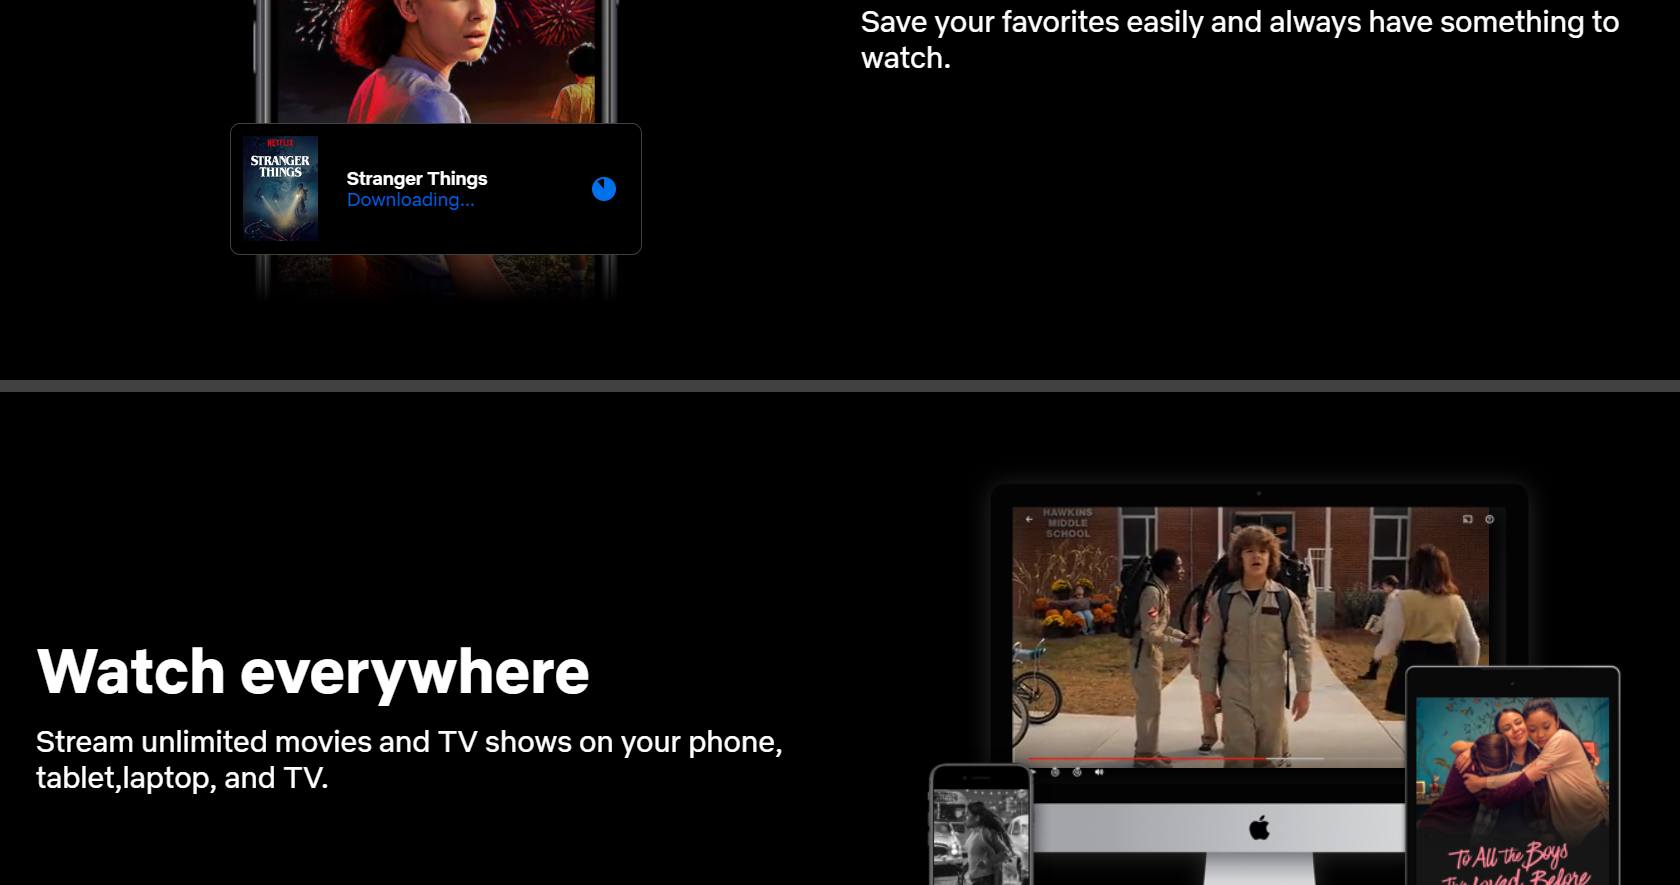 Save your favorites easily and always have something to
watch.
NETFLIX
STRANGER
THINGS
Stranger Things
Downloading...
HAWKINS
MIDDLE
SCHOOL
Watch everywhere
Stream unlimited movies and TV shows on your phone,
tablet,laptop, and TV.
To All the Boys
I've Loved Before